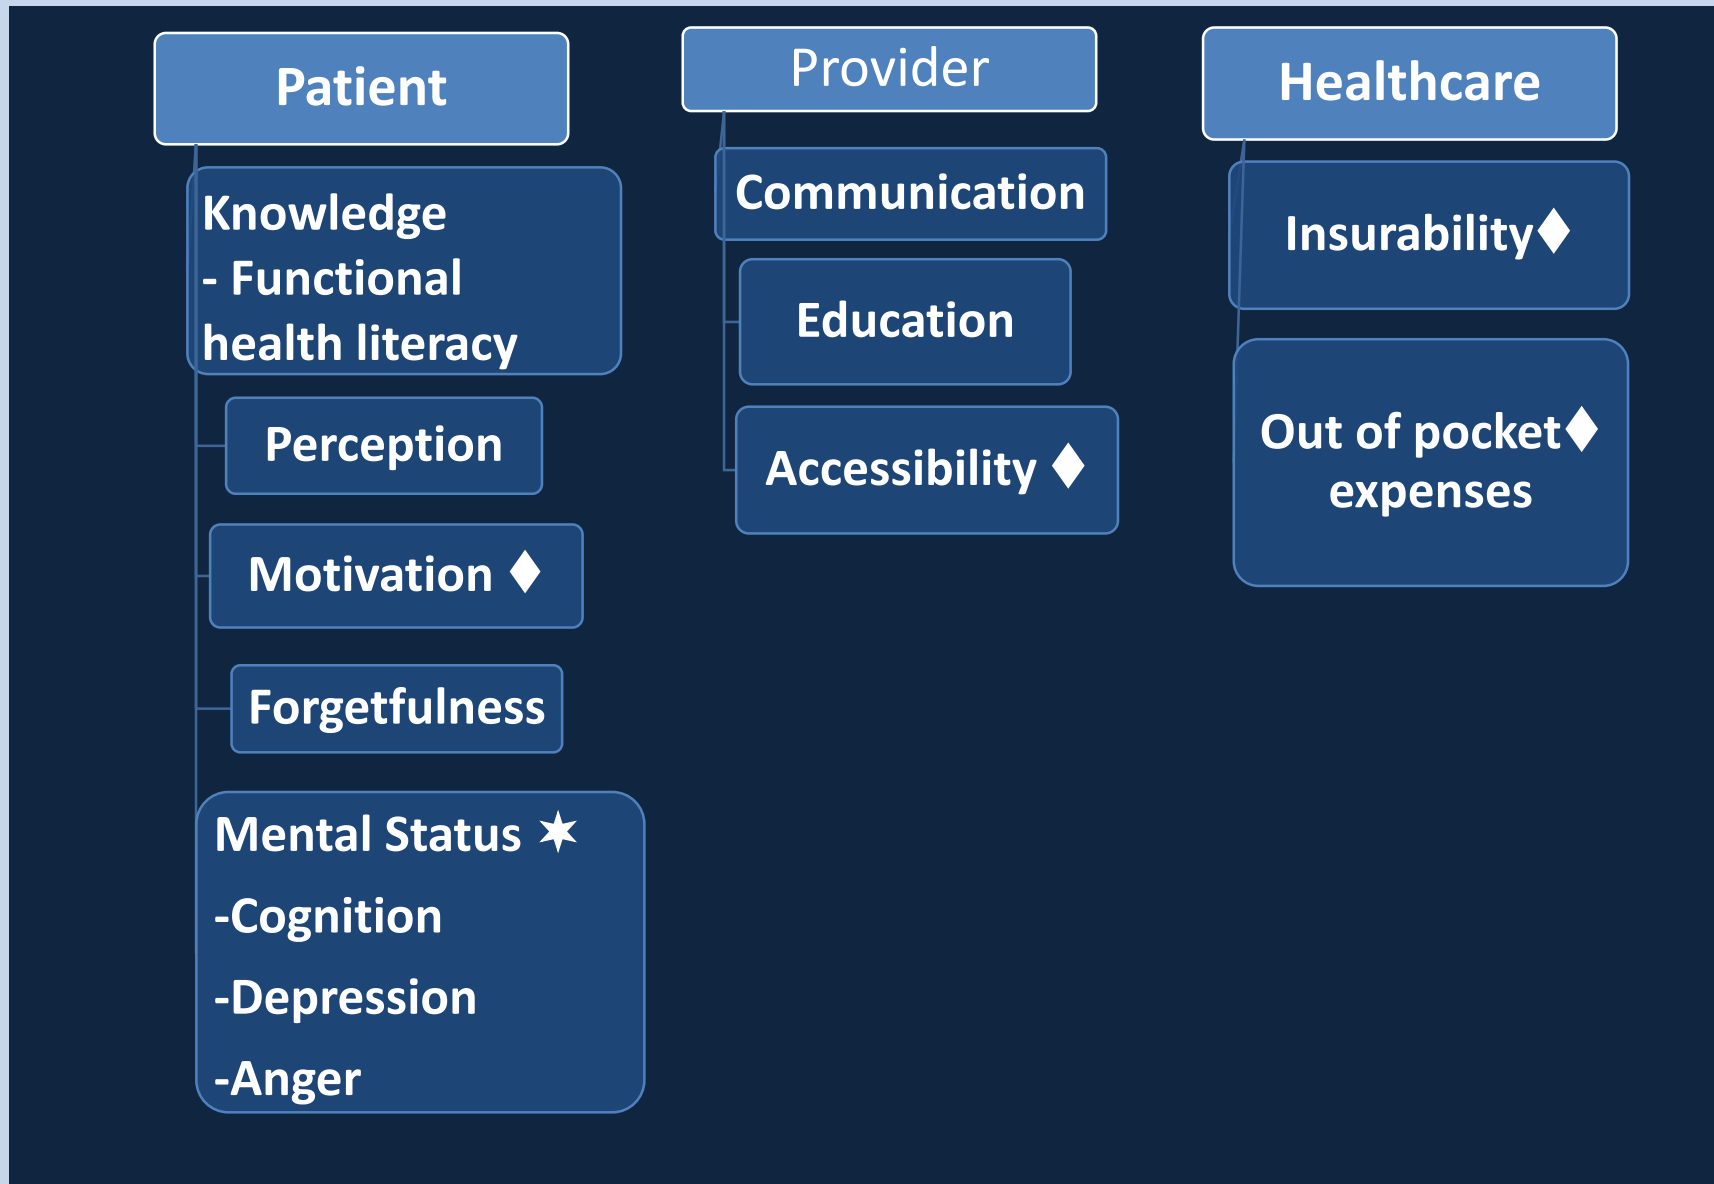 Patient
Knowledge
- Functional
health literacy
Perception
Motivation ♦
Forgetfulness
Mental Status ✶
-Cognition
-Depression
-Anger
Provider
Communication
Education
Accessibility ♦
Healthcare
Insurability♦
Out of pocket♦
expenses